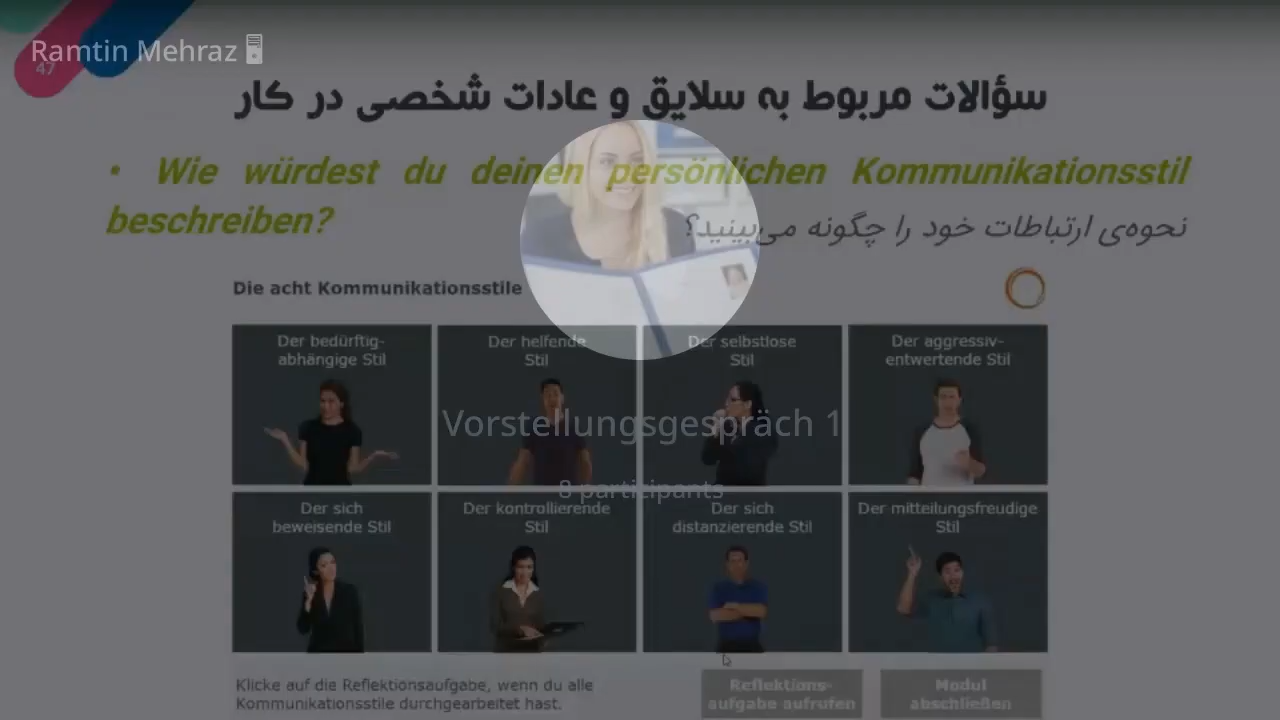 Ramtin Mehraz
47
سؤالات مربوط به سلایق و عادات شخصی در کار
• Wie würdest du deinen persönlichen Kommunikationsstil
beschreiben?
نحوه‌ی ارتباطات خود را چگونه می‌بینید؟
Die acht Kommunikationsstile
Der bedürftig-
abhängige Stil
Der helfende
Stil
Der selbstlose
Stil
Der aggressiv-
entwertende Stil
Vorstellungsgespräch 1
8 participants
Der sich
beweisende Stil
Der kontrollierende
Stil
Der sich
distanzierende Stil
Der mitteilungsfreudige
Stil
Klicke auf die Reflektionsaufgabe, wenn du alle
Kommunikationsstile durchgearbeitet hast.
Reflektions-
aufgabe aufrufen
Modul
abschließen